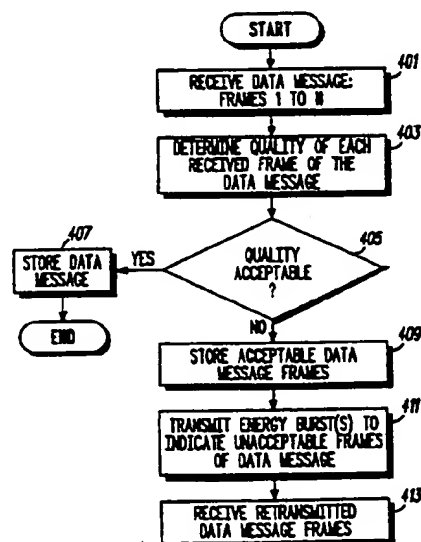 START
401
RECEIVE DATA MESSAGE:
FRAMES 1 TO N
403
DETERMINE QUALITY OF EACH
RECEIVED FRAME OF THE
DATA MESSAGE
405
QUALITY
ACCEPTABLE
?
YES
407
STORE DATA
MESSAGE
END
NO
409
STORE ACCEPTABLE DATA
MESSAGE FRAMES
411
TRANSMIT ENERGY BURST(S) TO
INDICATE UNACCEPTABLE FRAMES
OF DATA MESSAGE
413
RECEIVE RETRANSMITTED
DATA MESSAGE FRAMES